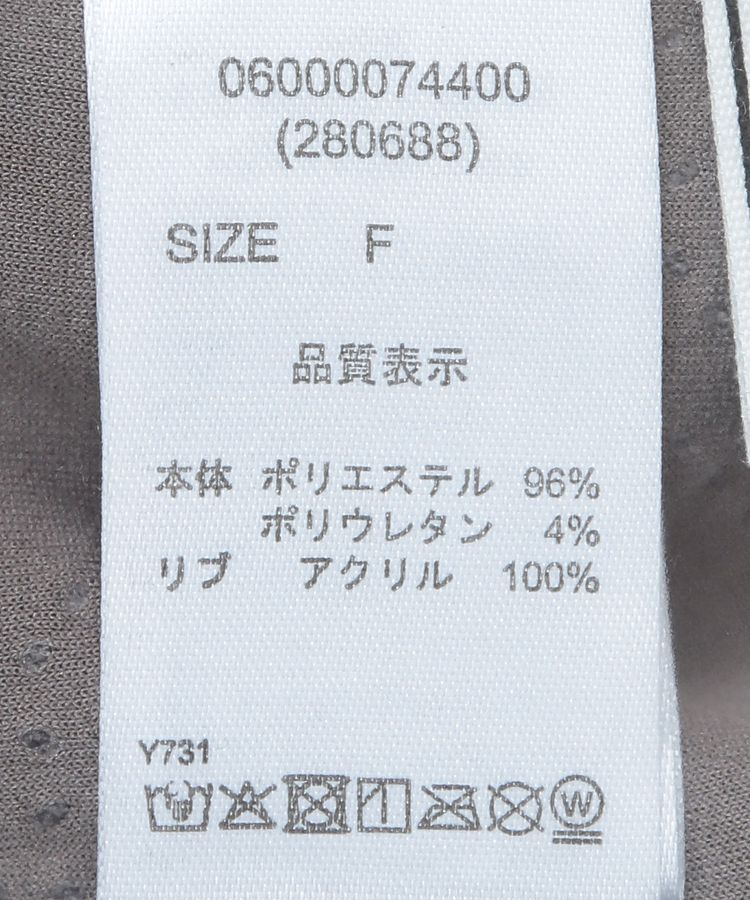 06000074400
(280688)
SIZE F
品質表示
本体 ポリエステル 96%
ポリウレタン 4%
リブ アクリル 100%
Y731
W